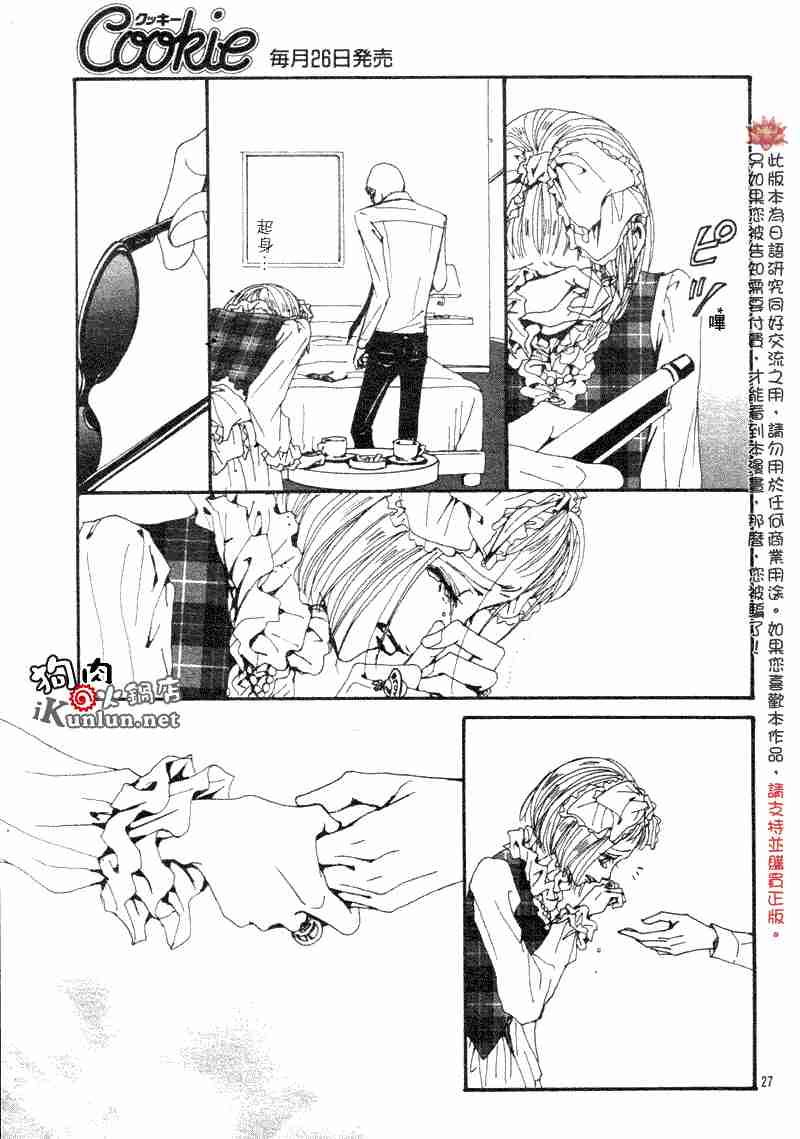 クッキー
Cookie 毎月26日発売
ピッ
*嗶
起身…
此版本為日語研究同好交流之用，請勿用於任何商業用途。如果您喜歡本作品，請支持並購買正版。
只如果您被告知需要付費，才能看到本漫畫，那麼，您被騙了！
狗肉火鍋店
iKunlun.net
27